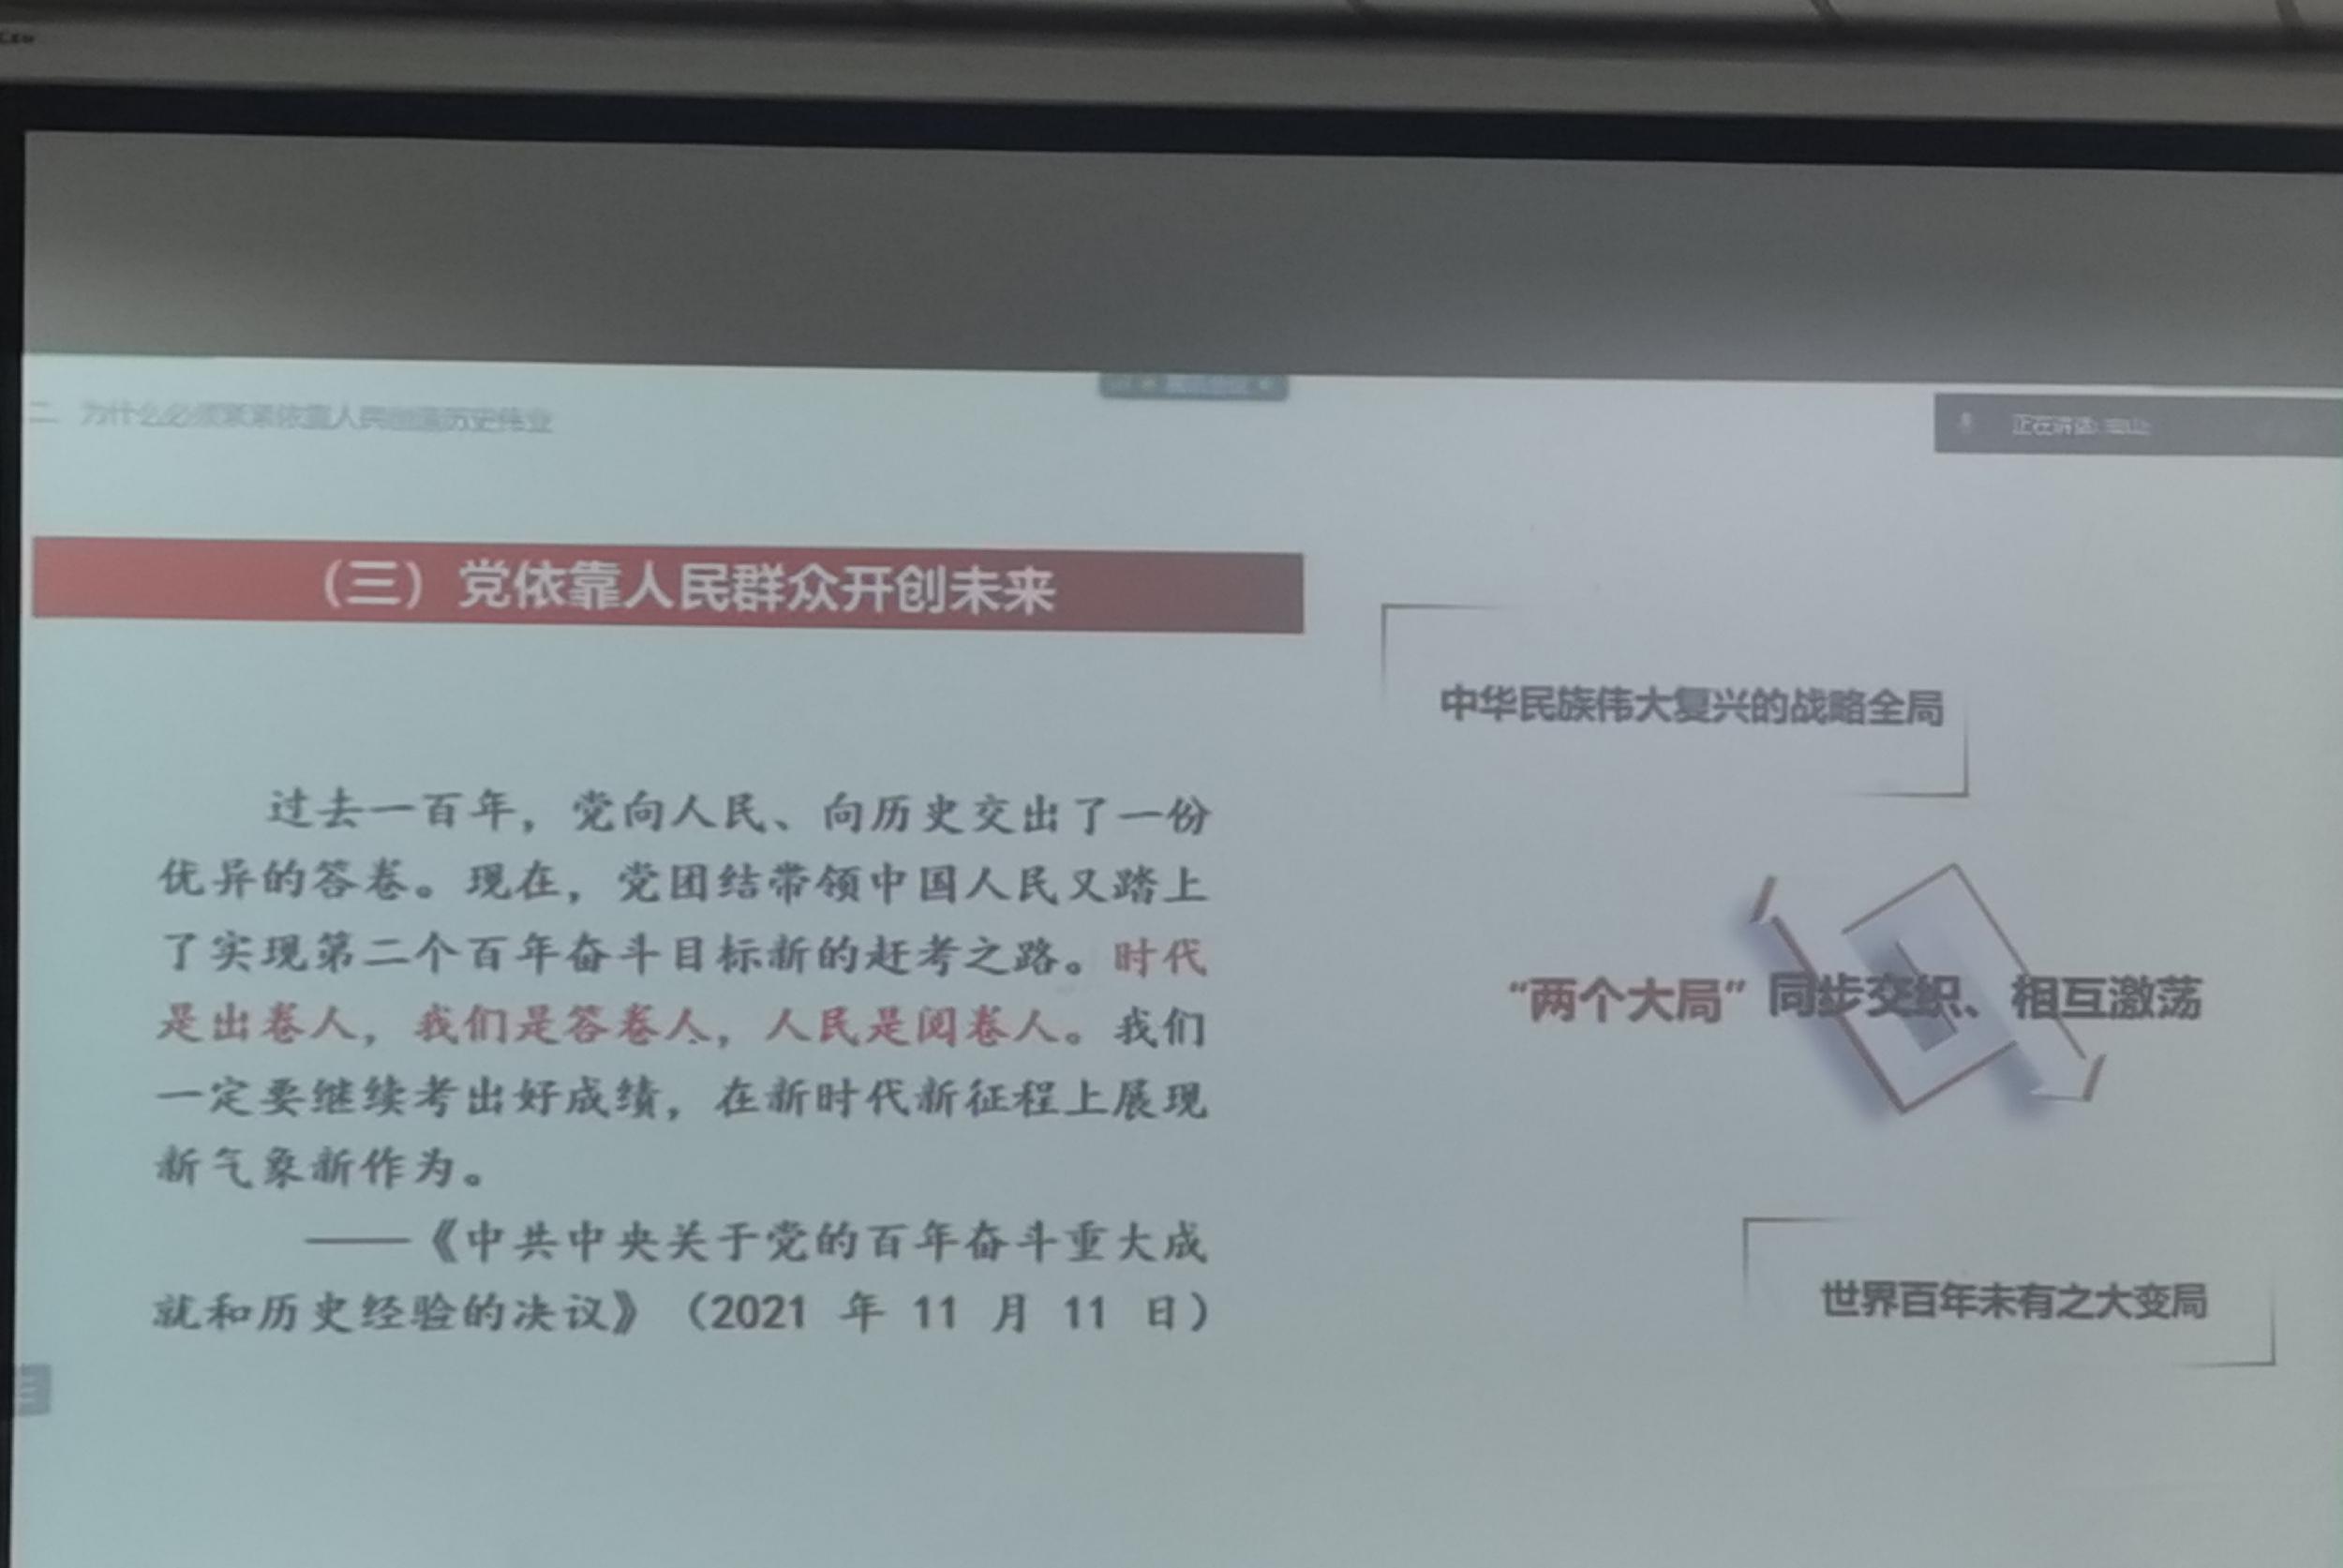 二 为什么必须紧紧依靠人民创造历史伟业
正在讲话:
（三）党依靠人民群众开创未来
过去一百年，党向人民、向历史交出了一份
优异的答卷。现在，党团结带领中国人民又踏上
了实现第二个百年奋斗目标新的赶考之路。时代
是出卷人，我们是答卷人，人民是阅卷人。我们
一定要继续考出好成绩，在新时代新征程上展现
新气象新作为。
——《中共中央关于党的百年奋斗重大成
就和历史经验的决议》（2021 年 11 月 11 日）
中华民族伟大复兴的战略全局
“两个大局”同步交织、相互激荡
世界百年未有之大变局